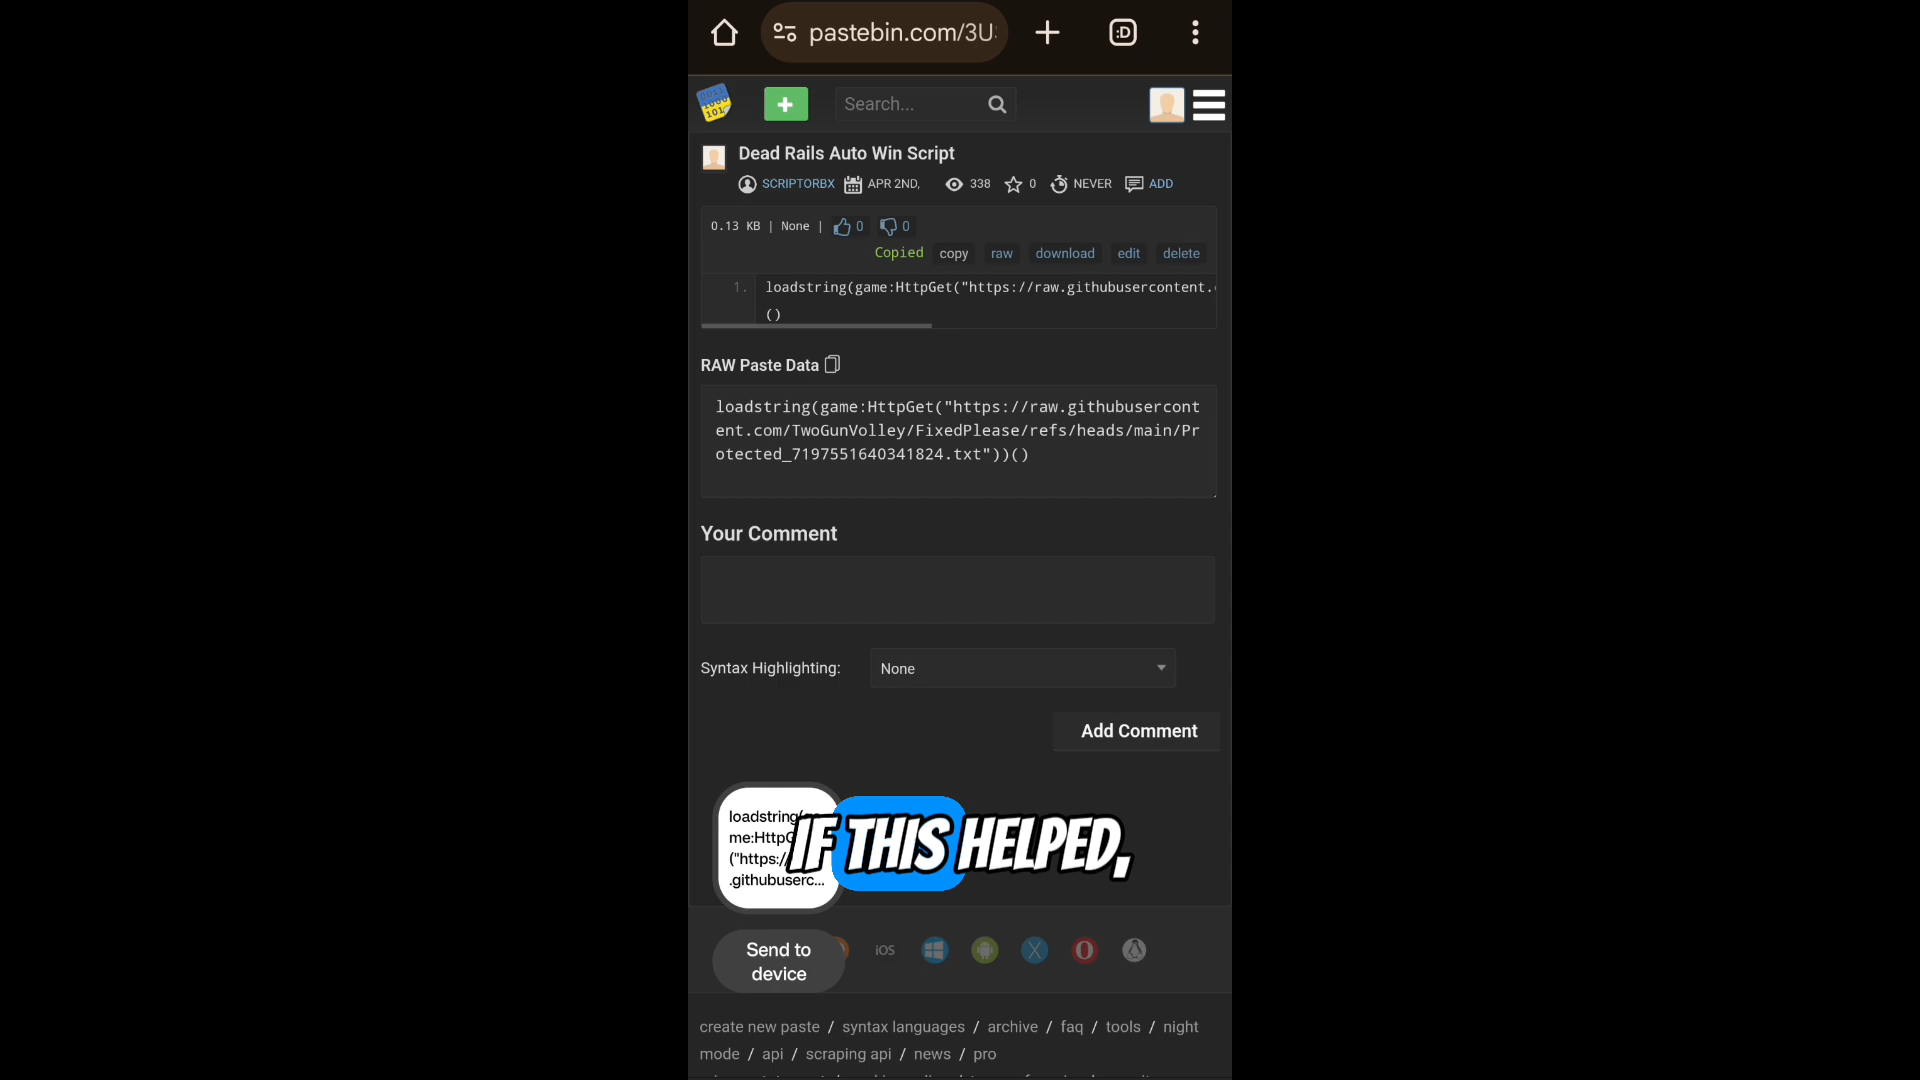 pastebin.com/3U
:D
Search...
Dead Rails Auto Win Script
SCRIPTORBX APR 2ND, 338 0 NEVER ADD
0.13 KB | None | 0 0
Copied copy raw download edit delete
1. loadstring(game:HttpGet("https://raw.githubusercontent.
()
RAW Paste Data
loadstring(game:HttpGet("https://raw.githubusercont
ent.com/TwoGunVolley/FixedPlease/refs/heads/main/Pr
otected_7197551640341824.txt"))()
Your Comment
Syntax Highlighting: None
Add Comment
loadstring
me:HttpG
("https:/
.githubuserc...
IF THIS HELPED,
Send to
device
iOS
create new paste / syntax languages / archive / faq / tools / night
mode / api / scraping api / news / pro